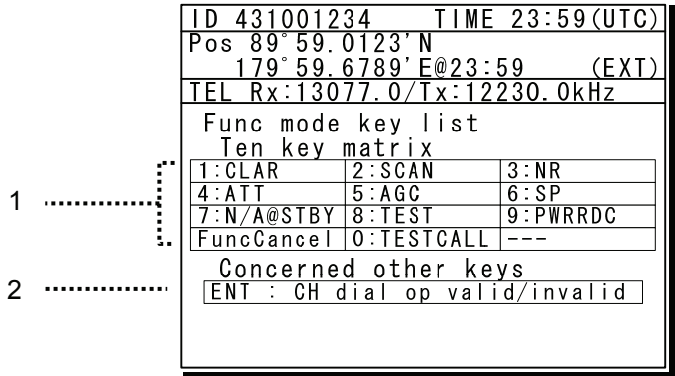 ID 431001234 TIME 23:59(UTC)
Pos 89°59.0123'N
179°59.6789'E@23:59 (EXT)
TEL Rx:13077.0/Tx:12230.0kHz
Func mode key list
Ten key matrix
1:CLAR 2:SCAN 3:NR
4:ATT 5:AGC 6:SP
1
7:N/A@STBY 8:TEST 9:PWRRDC
FuncCancel 0:TESTCALL ---
Concerned other keys
2 ENT : CH dial op valid/invalid